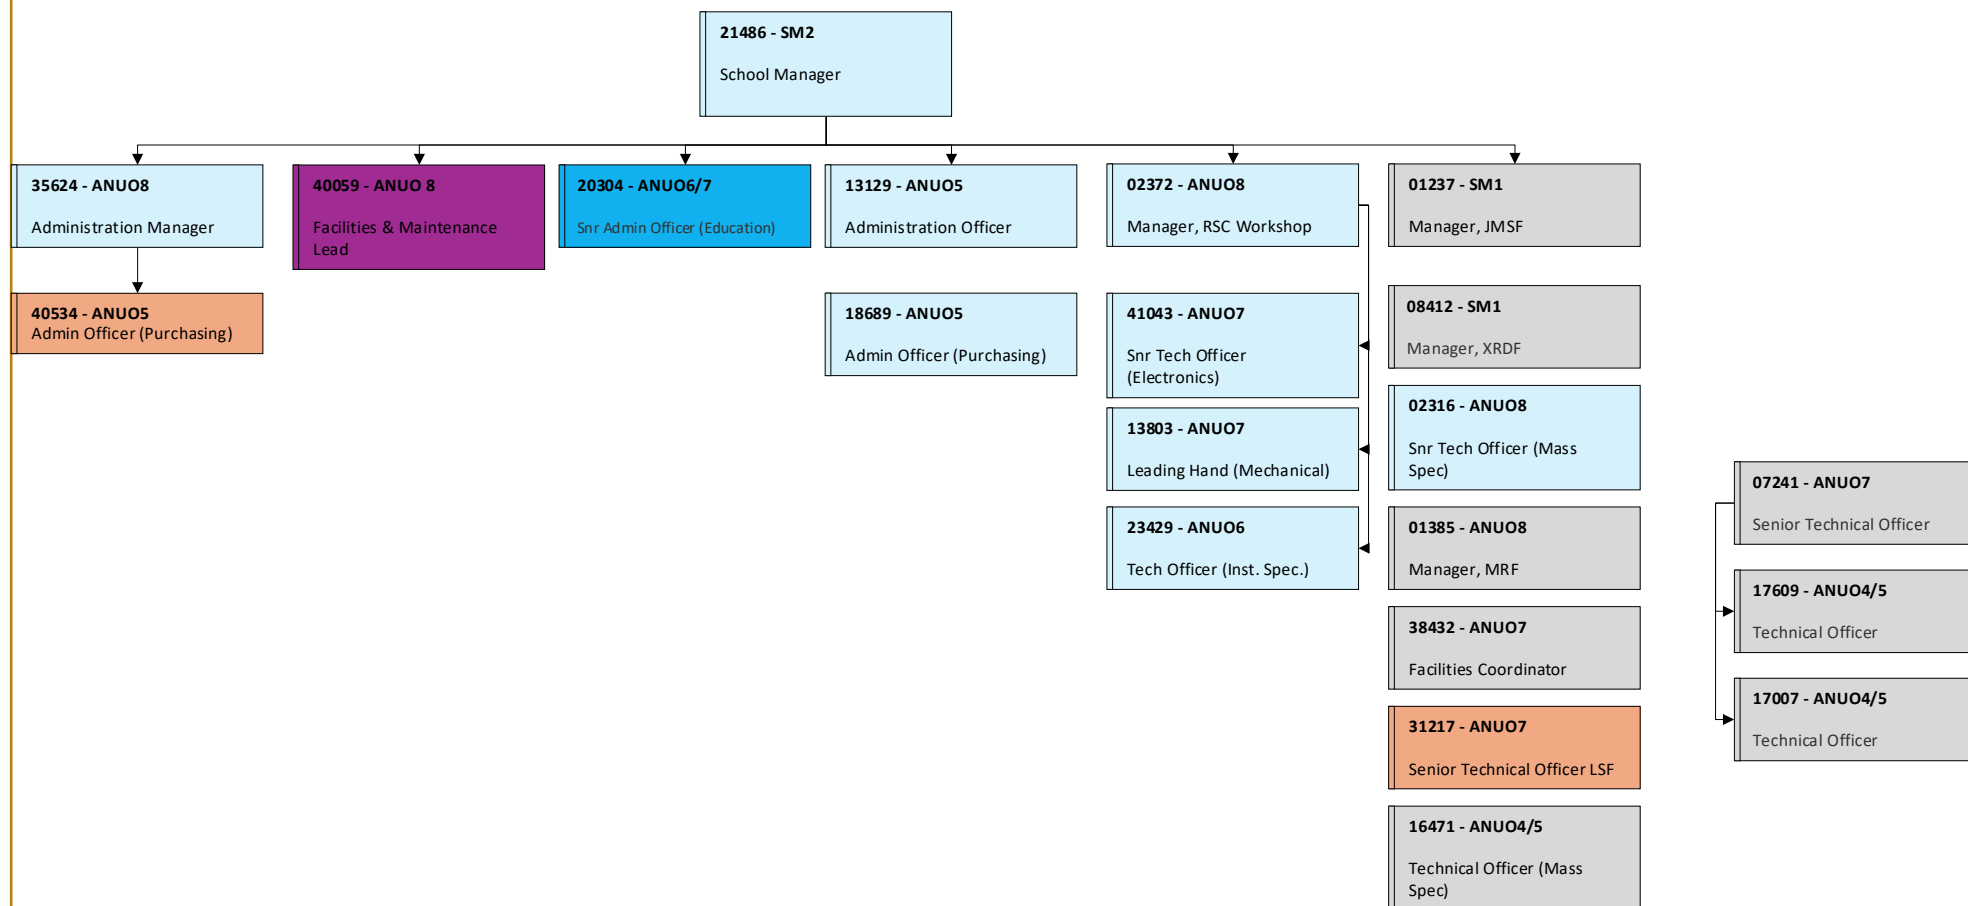 21486 - SM2
School Manager
35624 - ANUO8
Administration Manager
40534 - ANUO5
Admin Officer (Purchasing)
40059 - ANUO 8
Facilities & Maintenance
Lead
20304 - ANUO6/7
Snr Admin Officer (Education)
13129 - ANUO5
Administration Officer
18689 - ANUO5
Admin Officer (Purchasing)
02372 - ANUO8
Manager, RSC Workshop
41043 - ANUO7
Snr Tech Officer
(Electronics)
13803 - ANUO7
Leading Hand (Mechanical)
23429 - ANUO6
Tech Officer (Inst. Spec.)
01237 - SM1
Manager, JMSF
08412 - SM1
Manager, XRDF
02316 - ANUO8
Snr Tech Officer (Mass
Spec)
01385 - ANUO8
Manager, MRF
38432 - ANUO7
Facilities Coordinator
31217 - ANUO7
Senior Technical Officer LSF
16471 - ANUO4/5
Technical Officer (Mass
Spec)
07241 - ANUO7
Senior Technical Officer
17609 - ANUO4/5
Technical Officer
17007 - ANUO4/5
Technical Officer